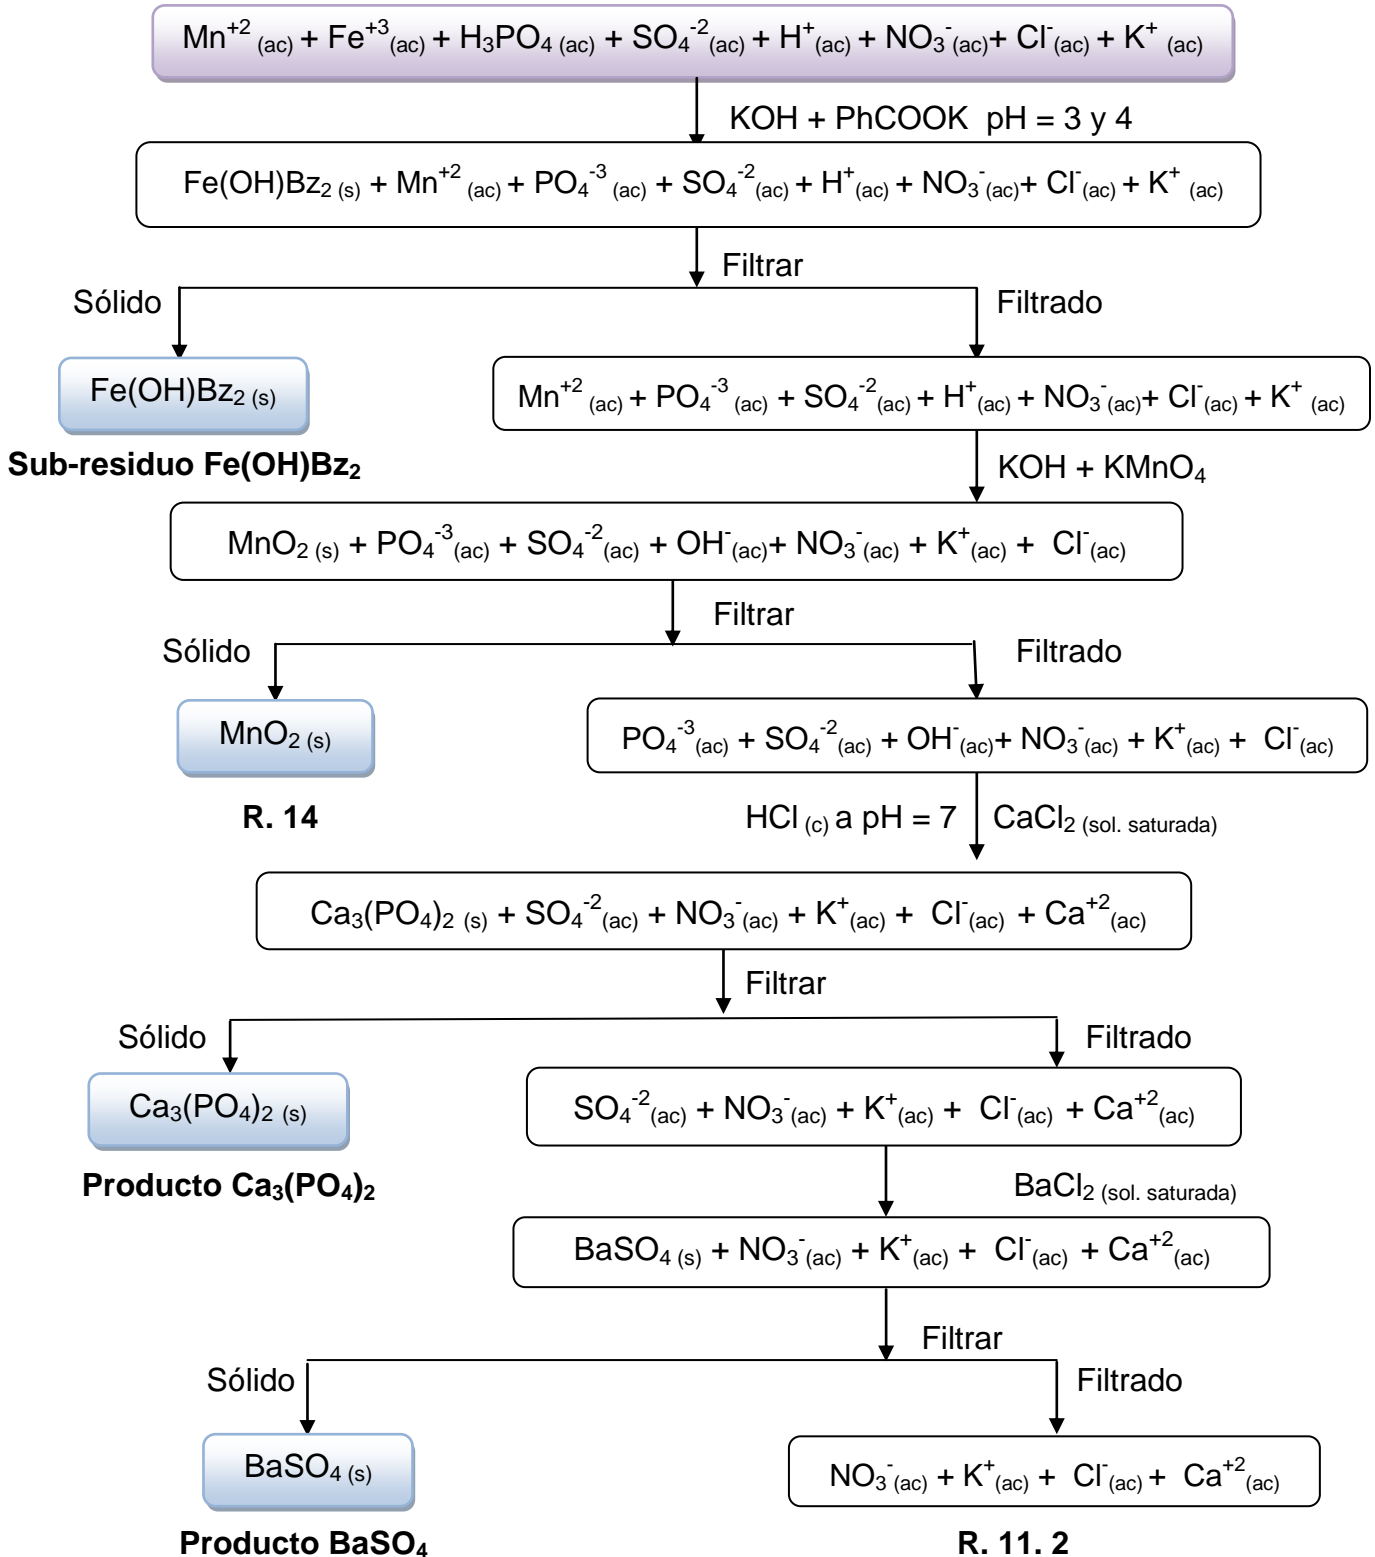 Mn⁺² (ac) + Fe⁺³(ac) + H₃PO₄ (ac) + SO₄⁻²(ac) + H⁺(ac) + NO₃⁻(ac)+ Cl⁻(ac) + K⁺ (ac)
KOH + PhCOOK pH = 3 y 4
Fe(OH)Bz₂ (s) + Mn⁺² (ac) + PO₄⁻³ (ac) + SO₄⁻²(ac) + H⁺(ac) + NO₃⁻(ac)+ Cl⁻(ac) + K⁺ (ac)
Filtrar
Sólido
Filtrado
Fe(OH)Bz₂ (s)
Mn⁺² (ac) + PO₄⁻³ (ac) + SO₄⁻²(ac) + H⁺(ac) + NO₃⁻(ac)+ Cl⁻(ac) + K⁺ (ac)
Sub-residuo Fe(OH)Bz₂
KOH + KMnO₄
MnO₂ (s) + PO₄⁻³(ac) + SO₄⁻²(ac) + OH⁻(ac)+ NO₃⁻(ac) + K⁺(ac) + Cl⁻(ac)
Filtrar
Sólido
Filtrado
MnO₂ (s)
PO₄⁻³(ac) + SO₄⁻²(ac) + OH⁻(ac)+ NO₃⁻(ac) + K⁺(ac) + Cl⁻(ac)
R. 14
HCl (c) a pH = 7
CaCl₂ (sol. saturada)
Ca₃(PO₄)₂ (s) + SO₄⁻²(ac) + NO₃⁻(ac) + K⁺(ac) + Cl⁻(ac) + Ca⁺²(ac)
Filtrar
Sólido
Filtrado
Ca₃(PO₄)₂ (s)
SO₄⁻²(ac) + NO₃⁻(ac) + K⁺(ac) + Cl⁻(ac) + Ca⁺²(ac)
Producto Ca₃(PO₄)₂
BaCl₂ (sol. saturada)
BaSO₄ (s) + NO₃⁻(ac) + K⁺(ac) + Cl⁻(ac) + Ca⁺²(ac)
Filtrar
Sólido
Filtrado
BaSO₄ (s)
NO₃⁻(ac) + K⁺(ac) + Cl⁻(ac) + Ca⁺²(ac)
Producto BaSO₄
R. 11. 2